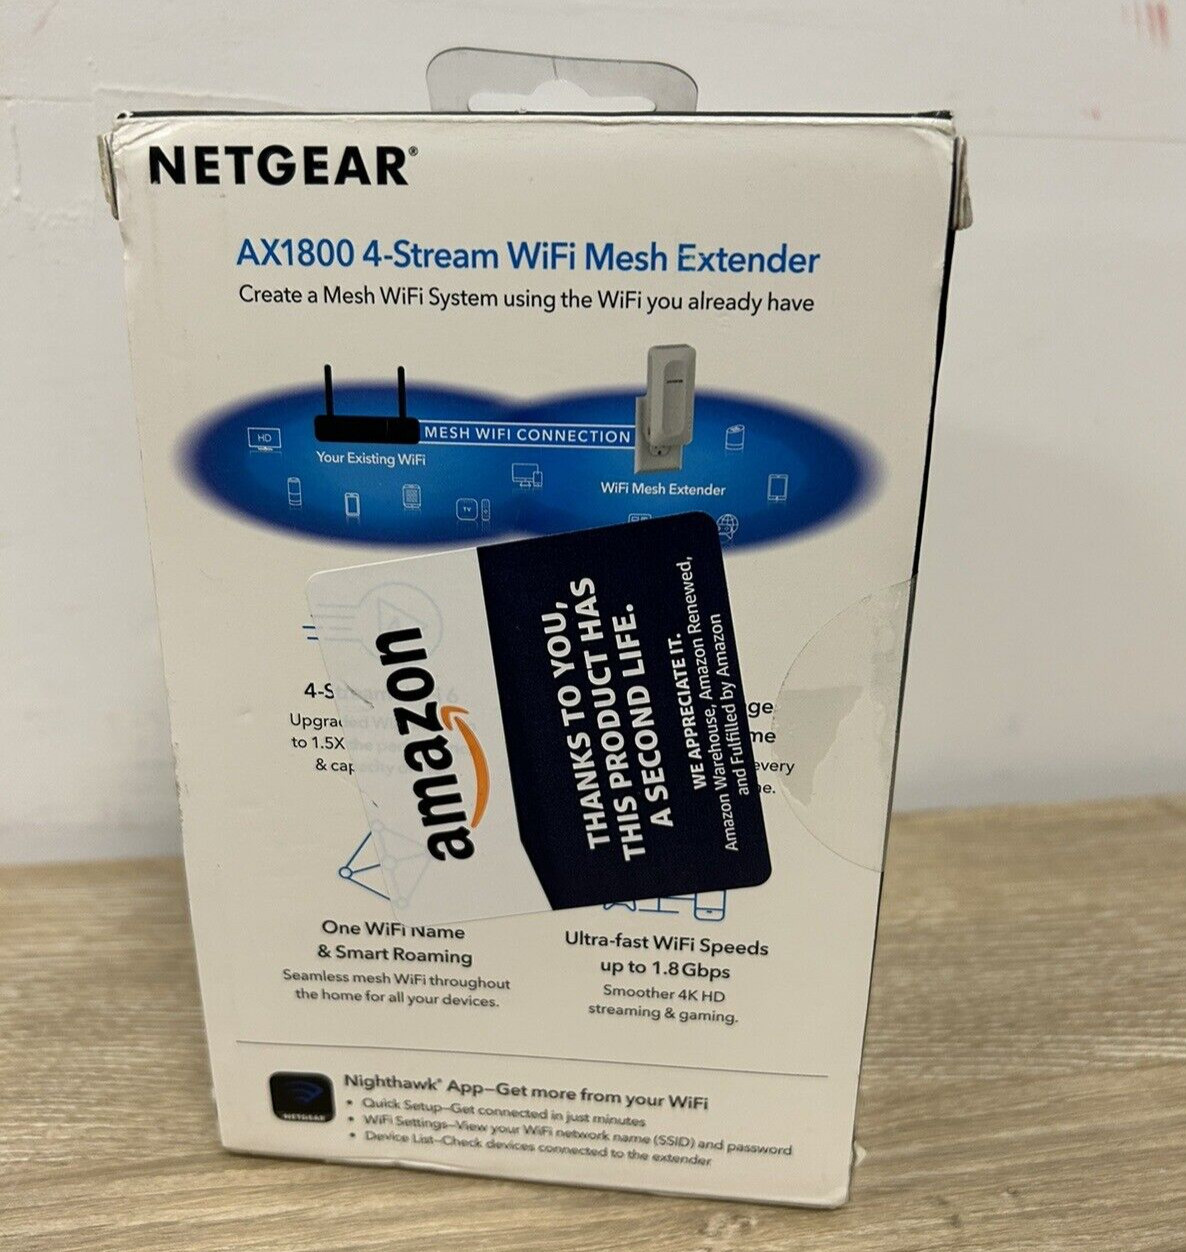 NETGEAR®
AX1800 4-Stream WiFi Mesh Extender
Create a Mesh WiFi System using the WiFi you already have
HD
MESH WIFI CONNECTION
Your Existing WiFi
TV
WiFi Mesh Extender
amazon
THANKS TO YOU,
THIS PRODUCT HAS
A SECOND LIFE.
WE APPRECIATE IT.
Amazon Warehouse, Amazon Renewed,
and Fulfilled by Amazon
4-Stream
Upgraded
to 1.5X
& capacity
every
One WiFi Name
& Smart Roaming
Seamless mesh WiFi throughout
the home for all your devices.
Ultra-fast WiFi Speeds
up to 1.8Gbps
Smoother 4K HD
streaming & gaming.
NETGEAR
Nighthawk® App—Get more from your WiFi
• Quick Setup—Get connected in just minutes
• WiFi Settings—View your WiFi network name (SSID) and password
• Device List—Check devices connected to the extender